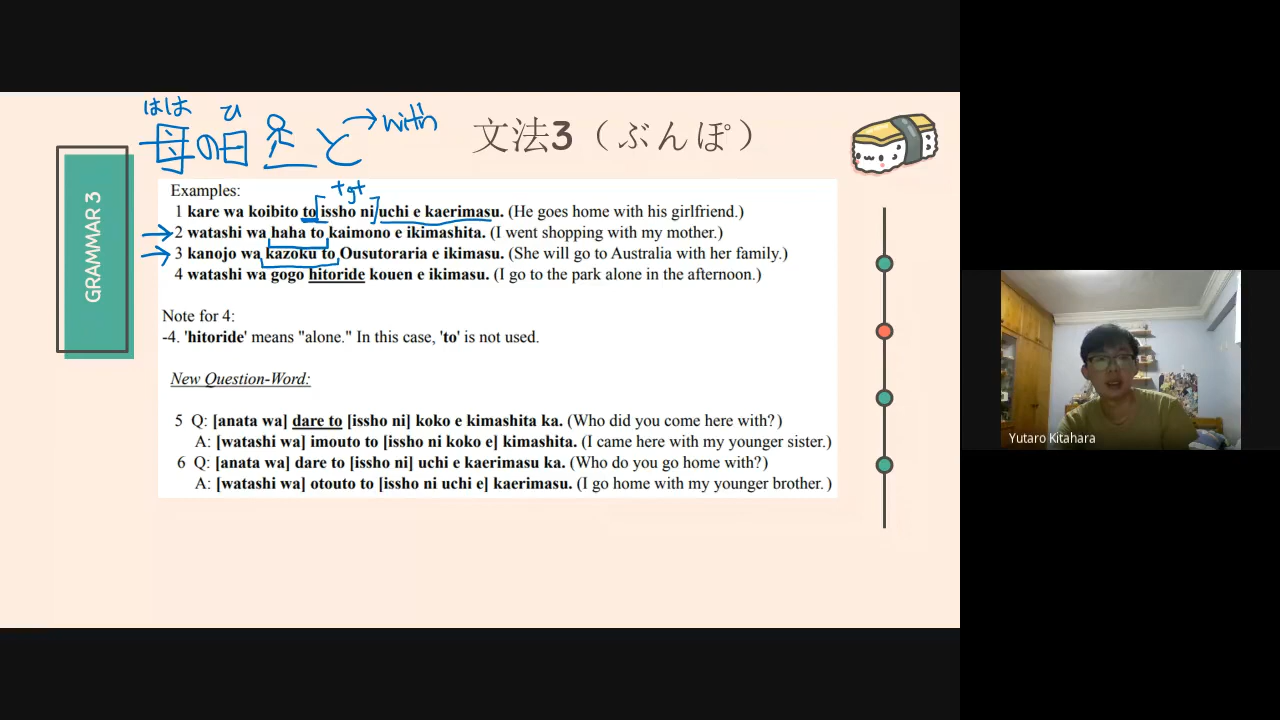 はは ひ
母の日 と → with
文法3（ぶんぽ）
GRAMMAR 3
Examples:
tgt
1 kare wa koibito to [issho ni] uchi e kaerimasu. (He goes home with his girlfriend.)
→ 2 watashi wa haha to kaimono e ikimashita. (I went shopping with my mother.)
→ 3 kanojo wa kazoku to Ousutoraria e ikimasu. (She will go to Australia with her family.)
4 watashi wa gogo hitoride kouen e ikimasu. (I go to the park alone in the afternoon.)
Note for 4:
-4. 'hitoride' means "alone." In this case, 'to' is not used.
New Question-Word:
5 Q: [anata wa] dare to [issho ni] koko e kimashita ka. (Who did you come here with?)
A: [watashi wa] imouto to [issho ni koko e] kimashita. (I came here with my younger sister.)
6 Q: [anata wa] dare to [issho ni] uchi e kaerimasu ka. (Who do you go home with?)
A: [watashi wa] otouto to [issho ni uchi e] kaerimasu. (I go home with my younger brother.)
Yutaro Kitahara